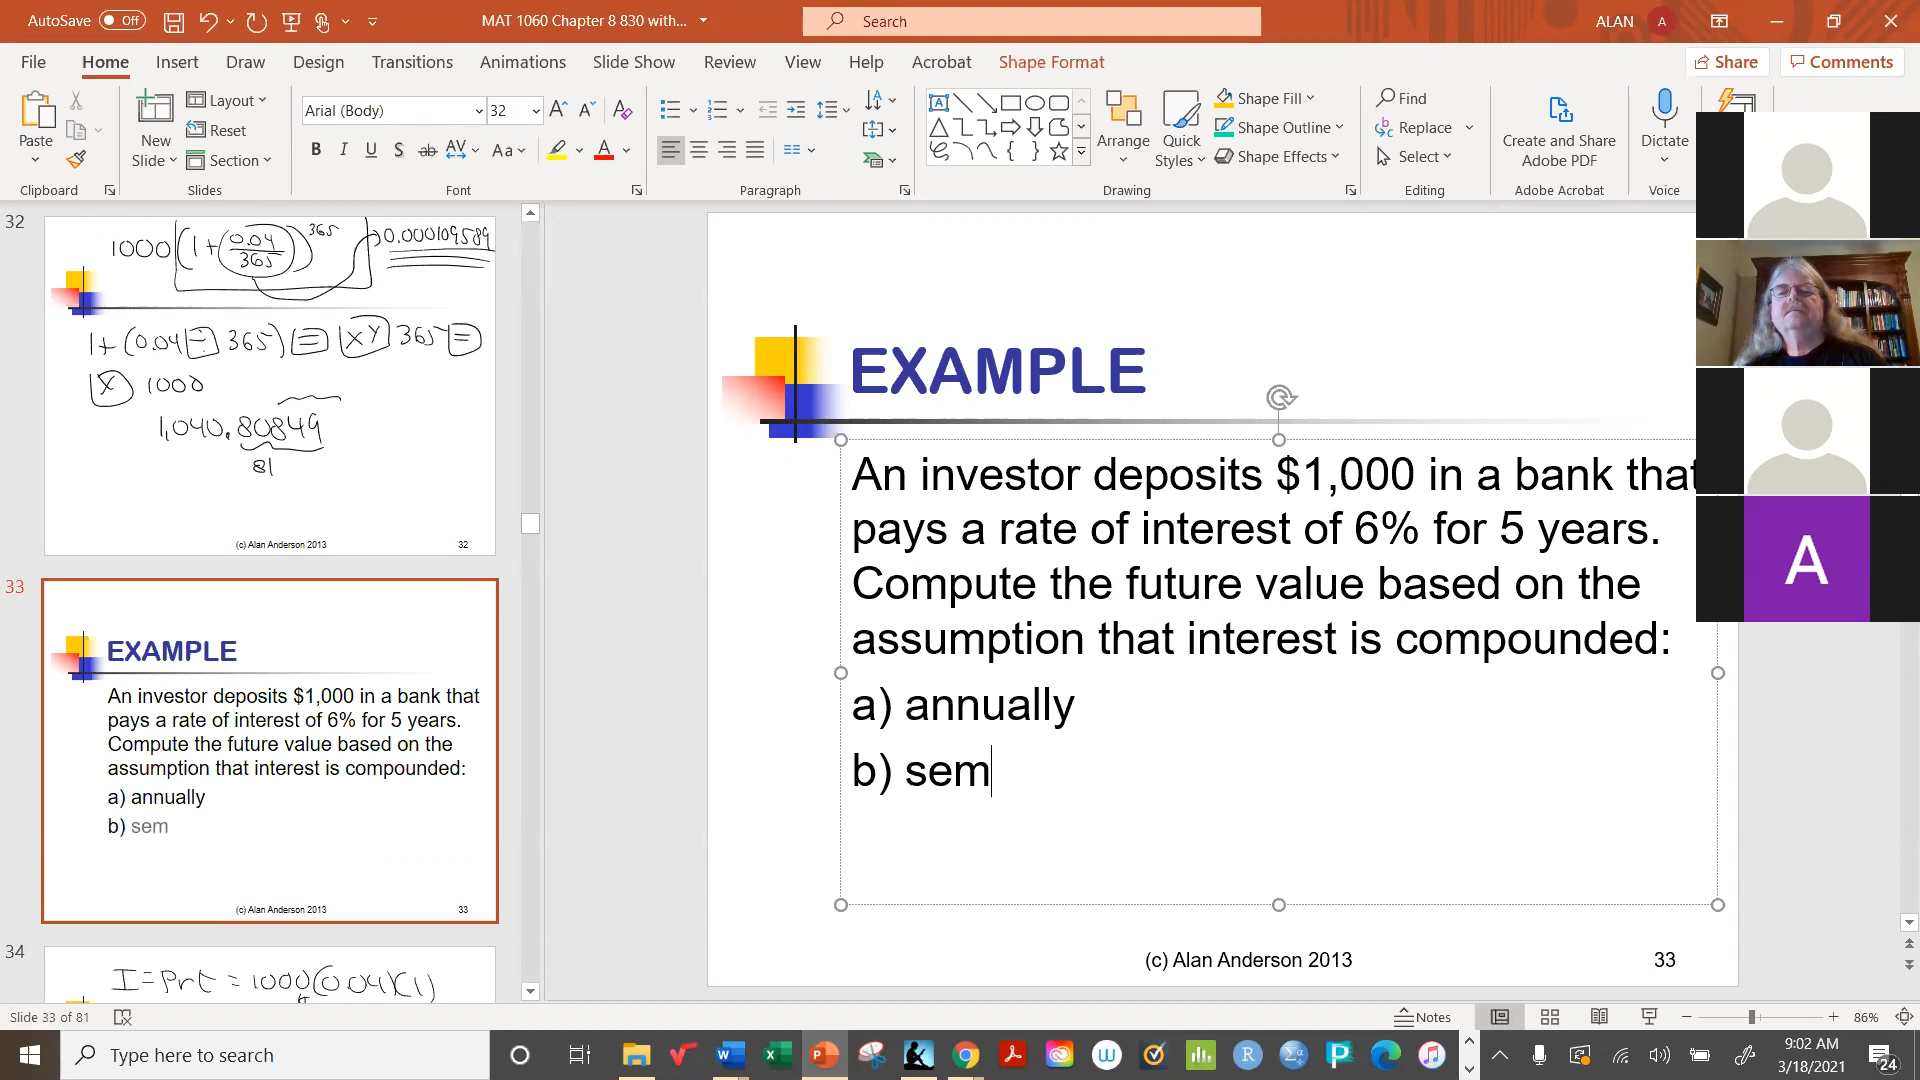 AutoSave Off MAT 1060 Chapter 8 830 with... Search ALAN A
File Home Insert Draw Design Transitions Animations Slide Show Review View Help Acrobat Shape Format Share Comments
Paste
New
Slide
Layout
Reset
Section
Arial (Body) 32
B I U S ab AV Aa A
Arrange
Quick
Styles
Shape Fill
Shape Outline
Shape Effects
Find
Replace
Select
Create and Share
Adobe PDF
Dictate
Clipboard Slides Font Paragraph Drawing Editing Adobe Acrobat Voice
32
1000(1+(0.04/365))365 0.000109589
1+(0.04÷365)= xy 365=
x 1000
1,040.80849
81
(c) Alan Anderson 2013 32
33
EXAMPLE
An investor deposits $1,000 in a bank that
pays a rate of interest of 6% for 5 years.
Compute the future value based on the
assumption that interest is compounded:
a) annually
b) sem
(c) Alan Anderson 2013 33
34
I=Prt = 1000(0.04)(1)
EXAMPLE
An investor deposits $1,000 in a bank that
pays a rate of interest of 6% for 5 years.
Compute the future value based on the
assumption that interest is compounded:
a) annually
b) sem
(c) Alan Anderson 2013 33
A
Slide 33 of 81 Notes 86%
Type here to search
9:02 AM
3/18/2021
24